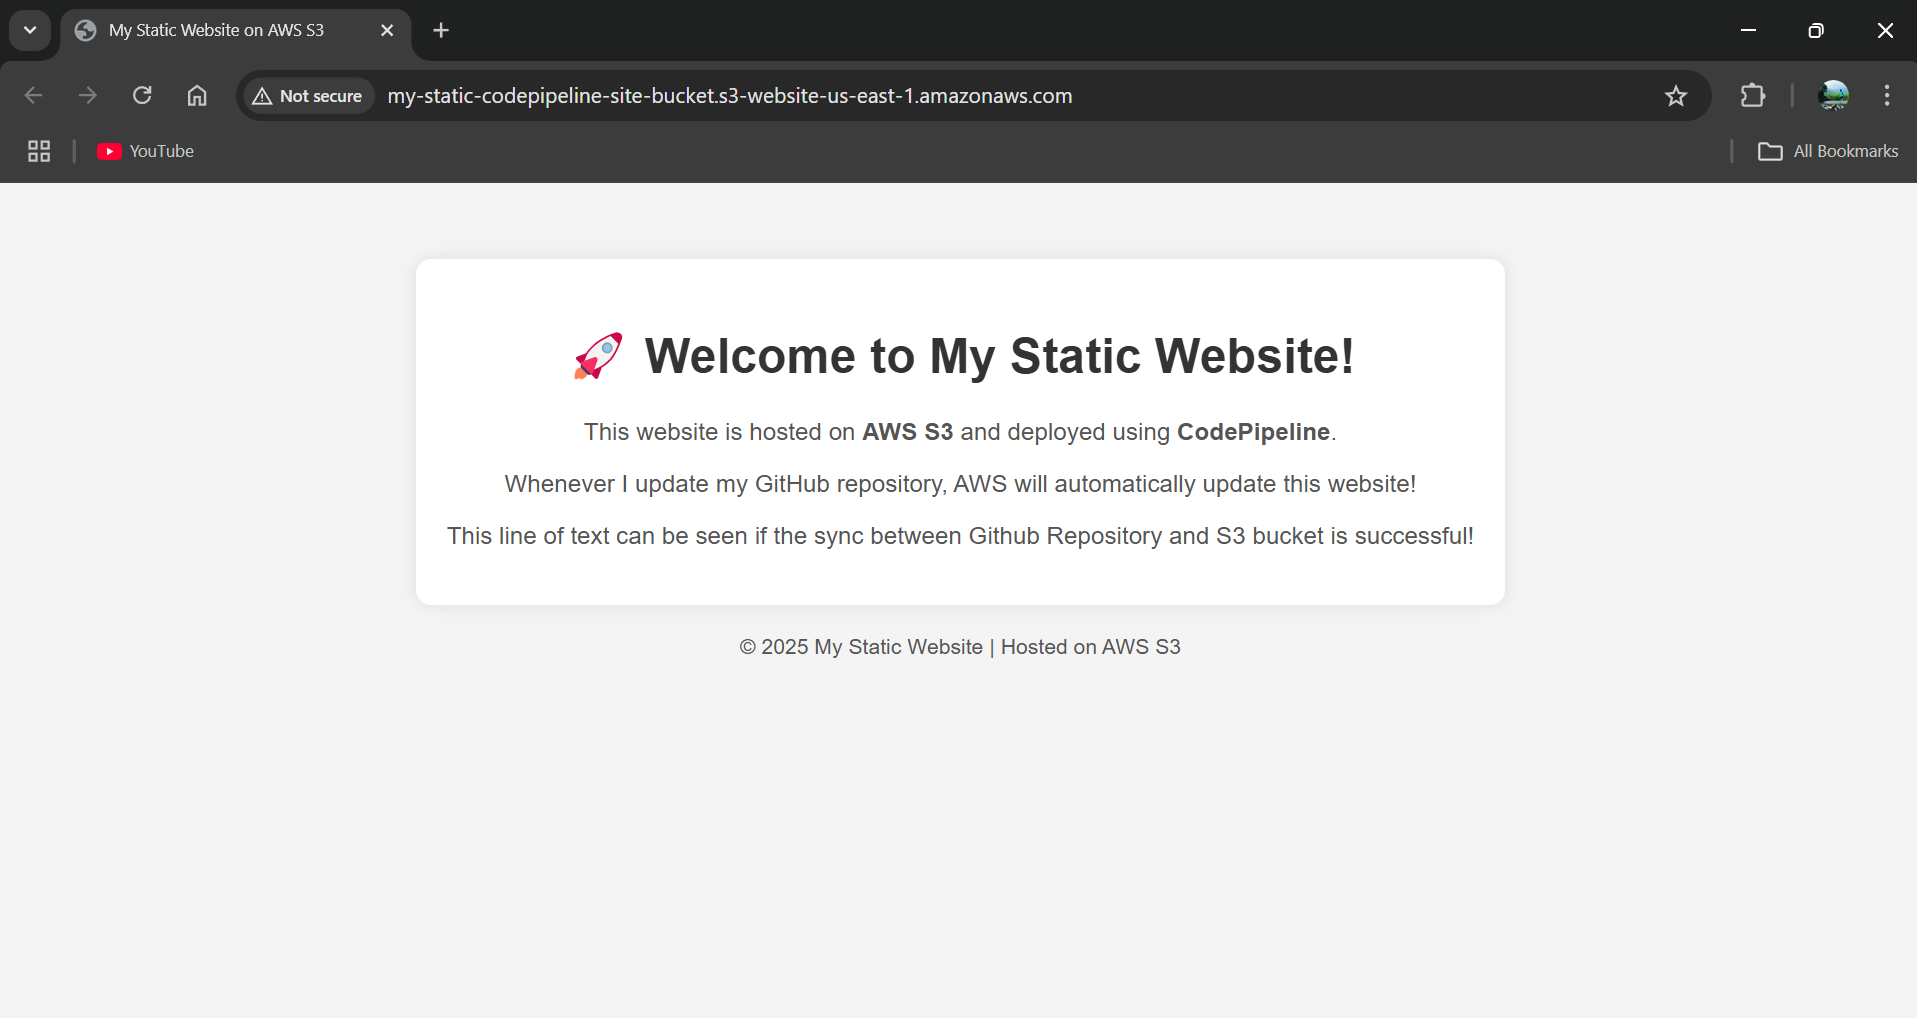 My Static Website on AWS S3
Not secure
my-static-codepipeline-site-bucket.s3-website-us-east-1.amazonaws.com
YouTube
All Bookmarks
🚀 Welcome to My Static Website!
This website is hosted on AWS S3 and deployed using CodePipeline.
Whenever I update my GitHub repository, AWS will automatically update this website!
This line of text can be seen if the sync between Github Repository and S3 bucket is successful!
© 2025 My Static Website | Hosted on AWS S3